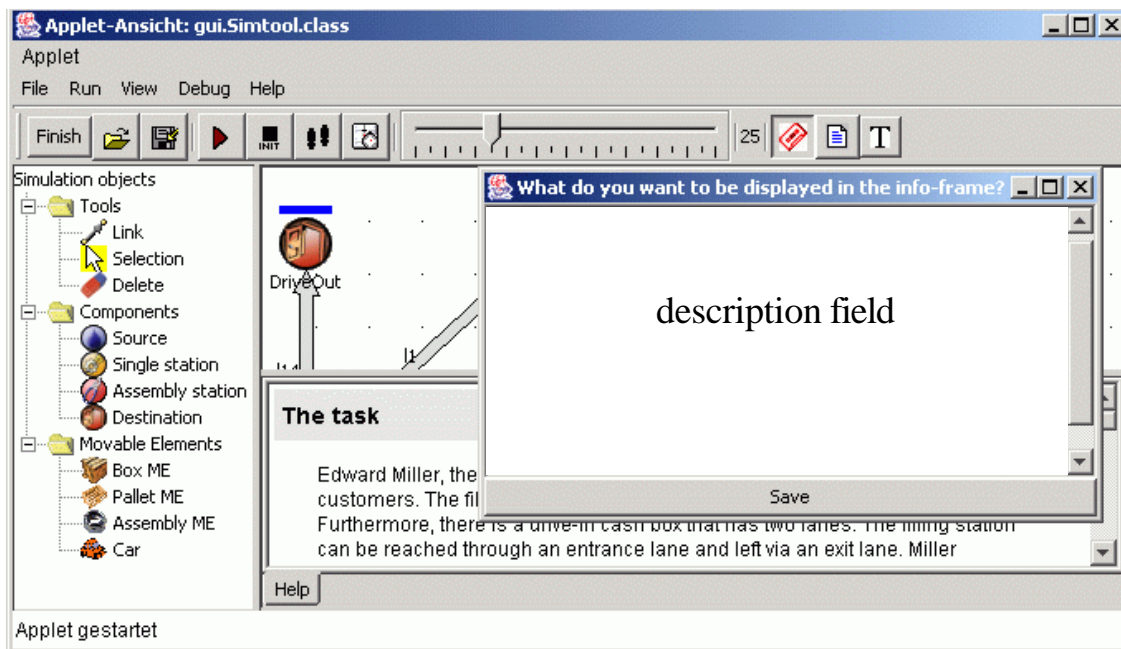 Applet-Ansicht: gui.Simtool.class
Applet
File Run View Debug Help
Finish INIT 25 T
Simulation objects
Tools
Link
Selection
Delete
Components
Source
Single station
Assembly station
Destination
Movable Elements
Box ME
Pallet ME
Assembly ME
Car
DriveOut
l1
What do you want to be displayed in the info-frame?
description field
Save
The task
Edward Miller, the
customers. The fil
Furthermore, there is a drive-in cash box that has two lanes. The filling station
can be reached through an entrance lane and left via an exit lane. Miller
Help
Applet gestartet